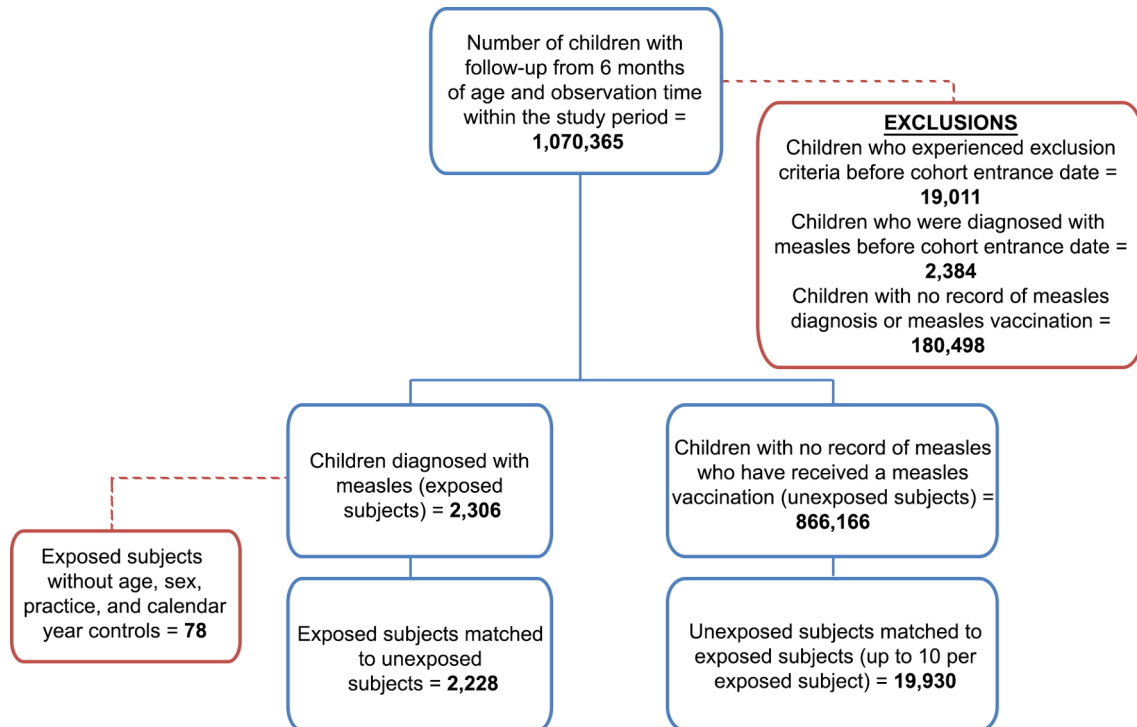 Number of children with
follow-up from 6 months
of age and observation time
within the study period =
1,070,365
EXCLUSIONS
Children who experienced exclusion
criteria before cohort entrance date =
19,011
Children who were diagnosed with
measles before cohort entrance date =
2,384
Children with no record of measles
diagnosis or measles vaccination =
180,498
Children diagnosed with
measles (exposed
subjects) = 2,306
Children with no record of measles
who have received a measles
vaccination (unexposed subjects) =
866,166
Exposed subjects
without age, sex,
practice, and calendar
year controls = 78
Exposed subjects matched
to unexposed
subjects = 2,228
Unexposed subjects matched to
exposed subjects (up to 10 per
exposed subject) = 19,930